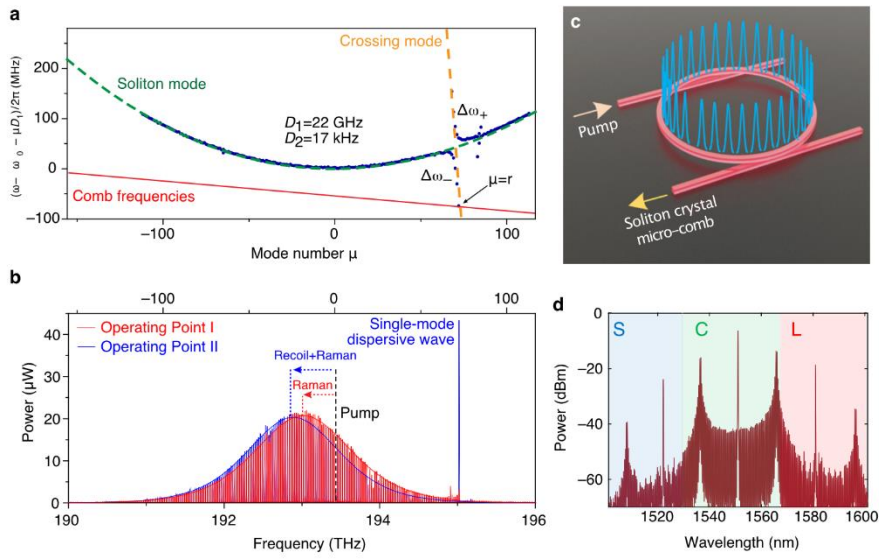 a
(ω- ω₀ -μD₁)/2π (MHz)
200
100
0
−100
−100
0
100
Mode number μ
Crossing mode
Soliton mode
Δω₊
D₁=22 GHz
D₂=17 kHz
Δω₋
μ=r
Comb frequencies
b
−100
0
Operating Point I
Operating Point II
Single-mode
dispersive wave
Recoil+Raman
Raman
Pump
Power (μW)
40
30
20
10
0
190
192
194
196
Frequency (THz)
c
Pump
Soliton crystal
micro-comb
d
S
C
L
Power (dBm)
0
−20
−40
−60
1520
1540
1560
1580
1600
Wavelength (nm)